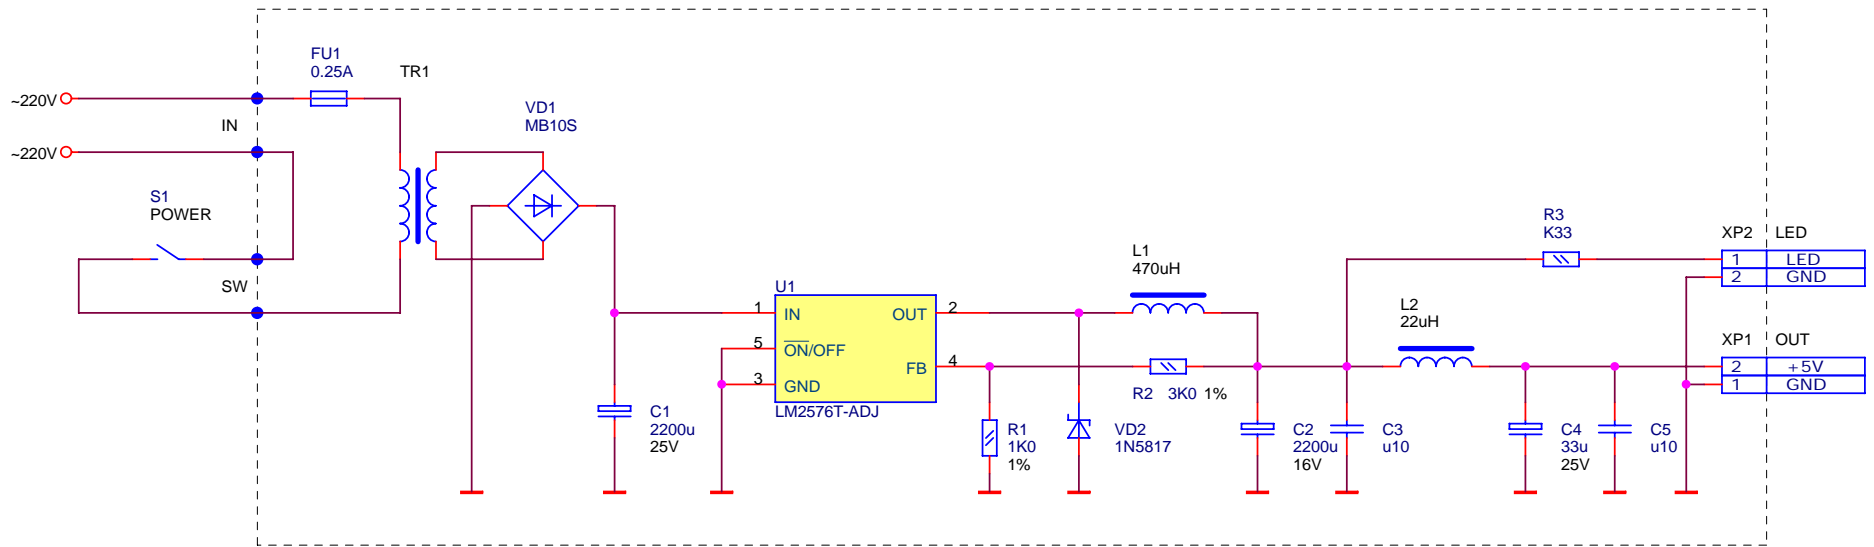 FU1
0.25A
TR1
~220V
IN
~220V
S1
POWER
SW
VD1
MB10S
U1
1
IN
OUT
2
5
ON/OFF
3
GND
FB
4
LM2576T-ADJ
C1
2200u
25V
L1
470uH
R2 3K0 1%
R1
1K0
1%
VD2
1N5817
C2
2200u
16V
C3
u10
R3
K33
L2
22uH
C4
33u
25V
C5
u10
XP2 LED
1 LED
2 GND
XP1 OUT
2 +5V
1 GND